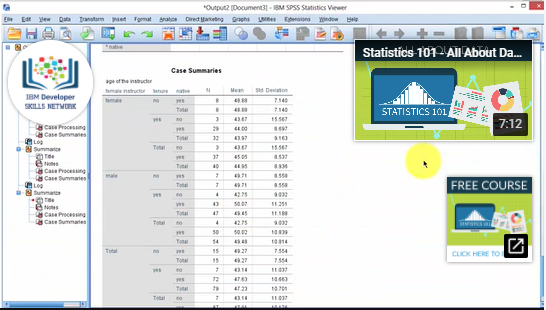 *Output2 [Document3] - IBM SPSS Statistics Viewer
Edit View Data Transform Insert Format Analyze Direct Marketing Graphs Utilities Extensions Window Help
* native
Case Summaries
age of the instructor
female instructor tenure native N Mean Std. Deviation
female no yes 8 49.88 7.140
Total 8 49.88 7.140
yes no 3 43.67 15.567
yes 29 44.00 8.697
Total 32 43.97 9.163
Total no 3 43.67 15.567
yes 37 45.05 8.537
Total 40 44.95 8.936
male no yes 7 49.71 8.558
Total 7 49.71 8.558
yes no 4 42.75 9.032
yes 43 50.07 11.251
Total 47 49.45 11.188
Total no 4 42.75 9.032
yes 50 50.02 10.839
Total 54 49.48 10.814
Total no yes 15 49.27 7.554
Total 15 49.27 7.554
yes no 7 43.14 11.037
yes 72 47.63 10.663
Total 79 47.23 10.701
Total no 7 43.14 11.037
IBM Developer
SKILLS NETWORK
Case Processing
Case Summaries
Log
Summarize
Title
Notes
Case Processing
Case Summaries
Log
Summarize
Title
Notes
Case Processing
Case Summaries
Statistics 101 - All About Da...
STATISTICS 101
7:12
FREE COURSE
STATISTICS 101